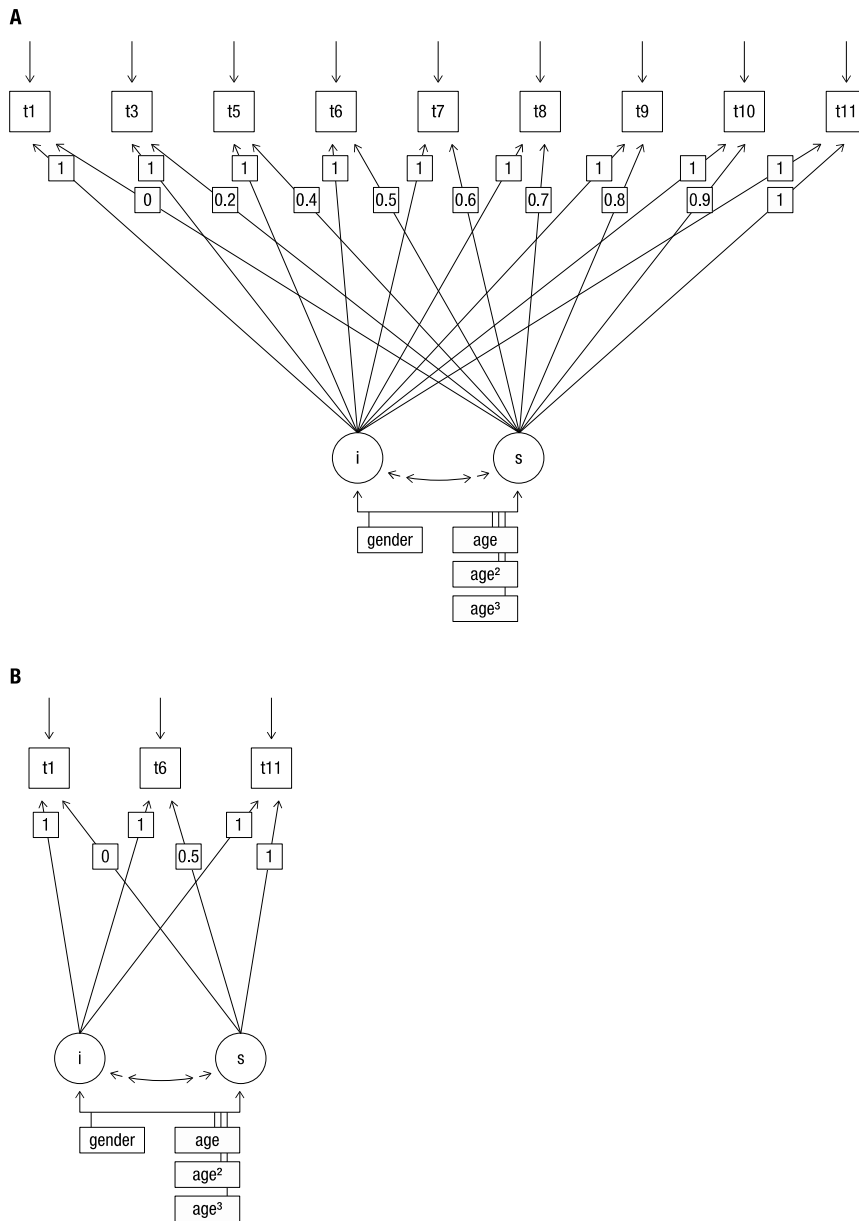 A
t1 t3 t5 t6 t7 t8 t9 t10 t11
1 1 1 1 1 1 1 1 1
0 0.2 0.4 0.5 0.6 0.7 0.8 0.9 1
i s
gender age
age²
age³
B
t1 t6 t11
1 1 1
0 0.5 1
i s
gender age
age²
age³